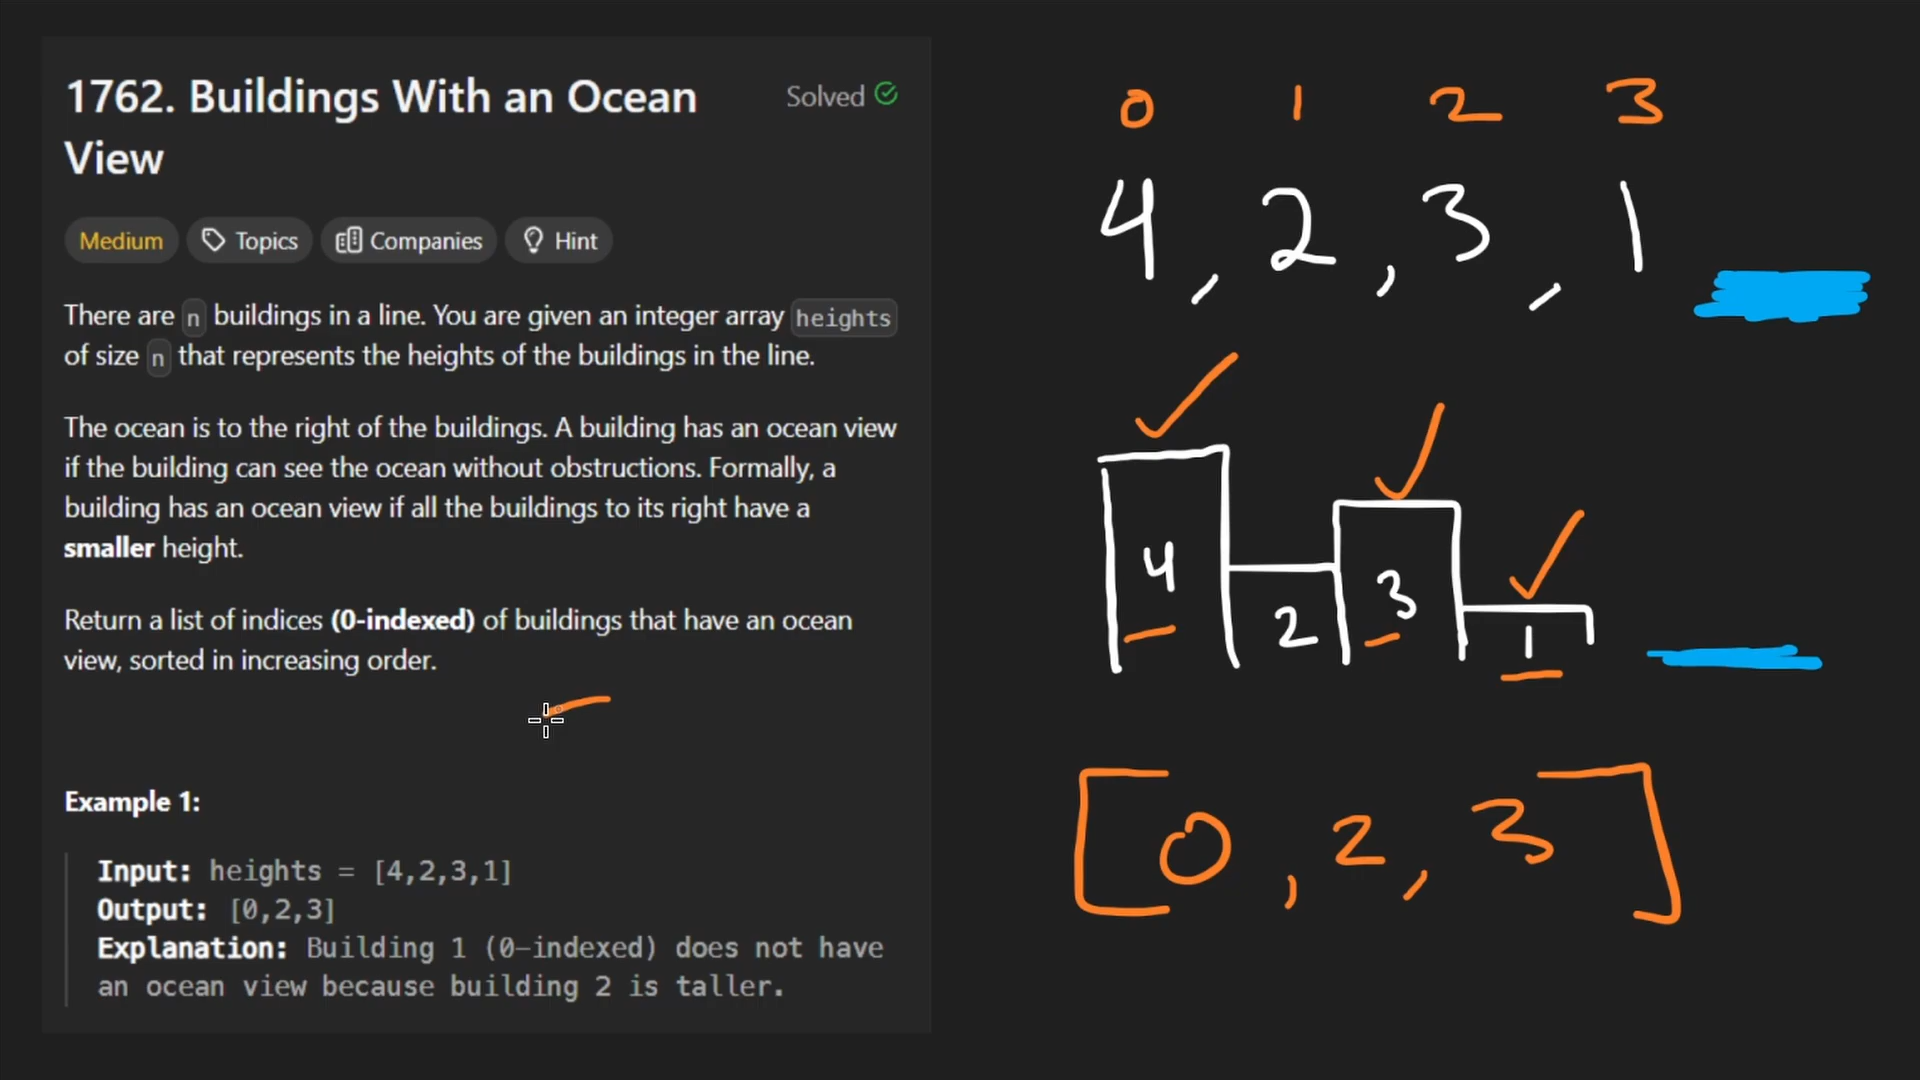 1762. Buildings With an Ocean
View
Solved
Medium
Topics
Companies
Hint
There are n buildings in a line. You are given an integer array heights
of size n that represents the heights of the buildings in the line.
The ocean is to the right of the buildings. A building has an ocean view
if the building can see the ocean without obstructions. Formally, a
building has an ocean view if all the buildings to its right have a
smaller height.
Return a list of indices (0-indexed) of buildings that have an ocean
view, sorted in increasing order.
Example 1:
Input: heights = [4,2,3,1]
Output: [0,2,3]
Explanation: Building 1 (0-indexed) does not have
an ocean view because building 2 is taller.
0 1 2 3
4, 2, 3, 1
4 2 3 1
[0, 2, 3]